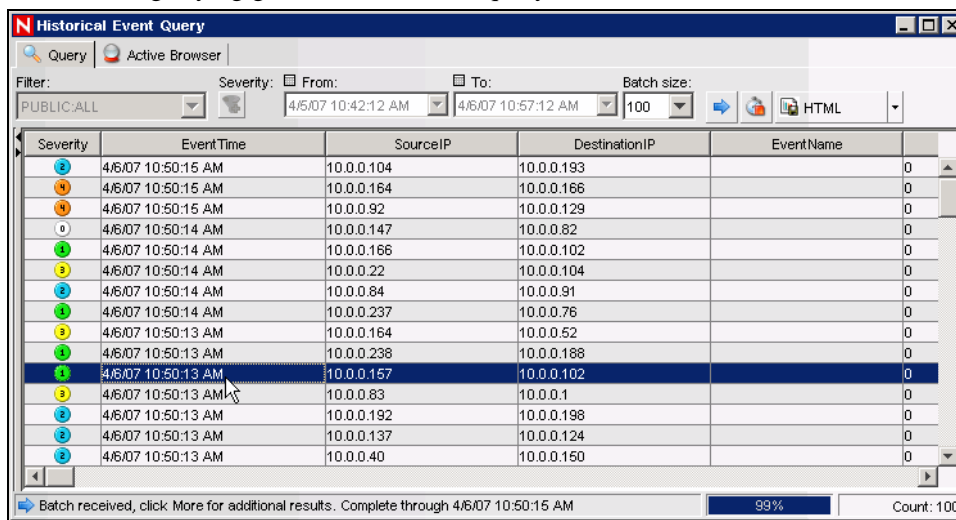 N Historical Event Query
Query Active Browser
Filter: Severity: From: To: Batch size:
PUBLIC:ALL 4/5/07 10:42:12 AM 4/6/07 10:57:12 AM 100 HTML
Severity EventTime SourceIP DestinationIP EventName
2 4/6/07 10:50:15 AM 10.0.0.104 10.0.0.193 0
4 4/6/07 10:50:15 AM 10.0.0.164 10.0.0.166 0
4 4/6/07 10:50:15 AM 10.0.0.92 10.0.0.129 0
0 4/6/07 10:50:14 AM 10.0.0.147 10.0.0.82 0
1 4/6/07 10:50:14 AM 10.0.0.166 10.0.0.102 0
3 4/6/07 10:50:14 AM 10.0.0.22 10.0.0.104 0
2 4/6/07 10:50:14 AM 10.0.0.84 10.0.0.91 0
1 4/6/07 10:50:14 AM 10.0.0.237 10.0.0.76 0
3 4/6/07 10:50:13 AM 10.0.0.164 10.0.0.52 0
1 4/6/07 10:50:13 AM 10.0.0.238 10.0.0.188 0
1 4/6/07 10:50:13 AM 10.0.0.157 10.0.0.102 0
3 4/6/07 10:50:13 AM 10.0.0.83 10.0.0.1 0
2 4/6/07 10:50:13 AM 10.0.0.192 10.0.0.198 0
2 4/6/07 10:50:13 AM 10.0.0.137 10.0.0.124 0
2 4/6/07 10:50:13 AM 10.0.0.40 10.0.0.150 0
Batch received, click More for additional results. Complete through 4/6/07 10:50:15 AM 99% Count: 100